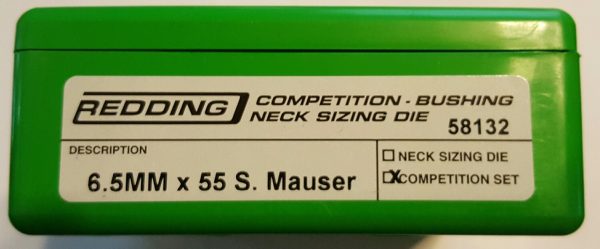 REDDING
COMPETITION - BUSHING
NECK SIZING DIE 58132
DESCRIPTION
6.5MM x 55 S. Mauser
NECK SIZING DIE
X COMPETITION SET